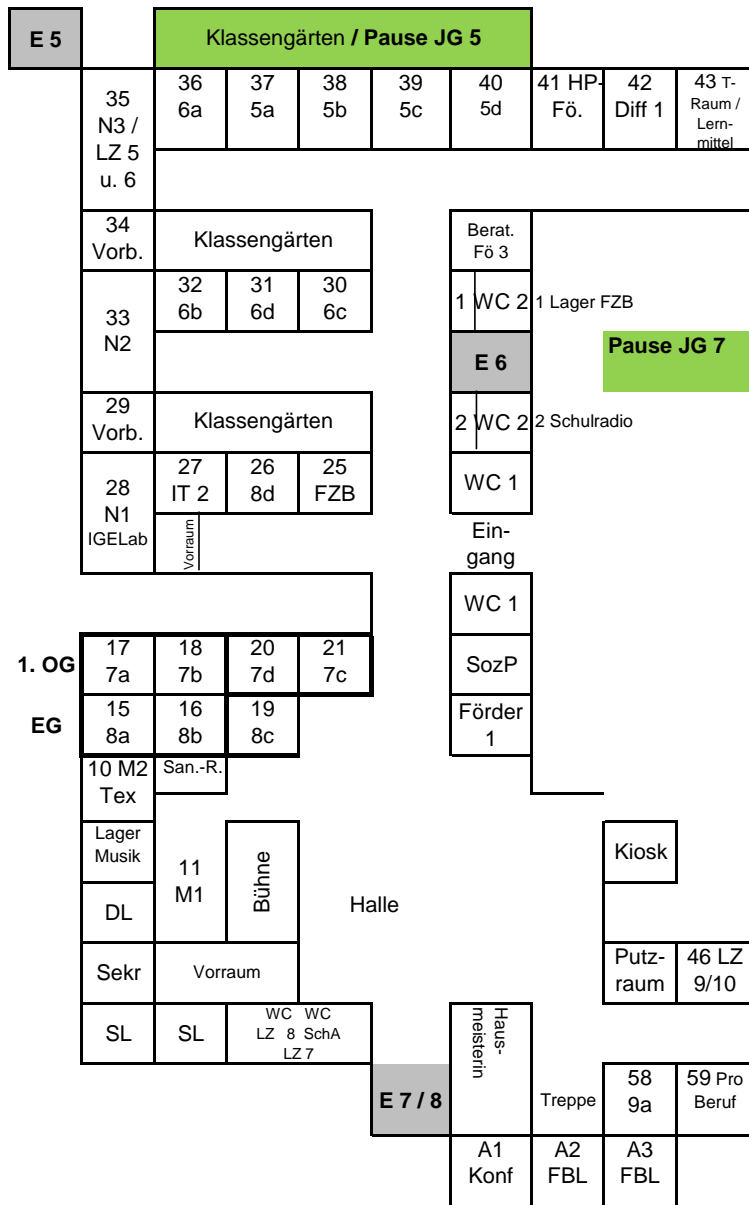 E 5
Klassengärten / Pause JG 5
35
N3 /
LZ 5
u. 6
36
6a
37
5a
38
5b
39
5c
40
5d
41 HP-
Fö.
42
Diff 1
43 T-
Raum /
Lern-
mittel
34
Vorb.
Klassengärten
Berat.
Fö 3
33
N2
32
6b
31
6d
30
6c
1 WC 2
1 Lager FZB
E 6
Pause JG 7
29
Vorb.
Klassengärten
2 WC 2
2 Schulradio
28
N1
IGELab
27
IT 2
26
8d
25
FZB
WC 1
Vorraum
Ein-
gang
WC 1
1. OG
17
7a
18
7b
20
7d
21
7c
SozP
EG
15
8a
16
8b
19
8c
Förder
1
10 M2
Tex
San.-R.
Lager
Musik
11
M1
Bühne
Halle
Kiosk
DL
Sekr
Vorraum
Putz-
raum
46 LZ
9/10
SL
SL
WC WC
LZ 8 SchA
LZ 7
Haus-
meisterin
E 7 / 8
Treppe
58
9a
59 Pro
Beruf
A1
Konf
A2
FBL
A3
FBL